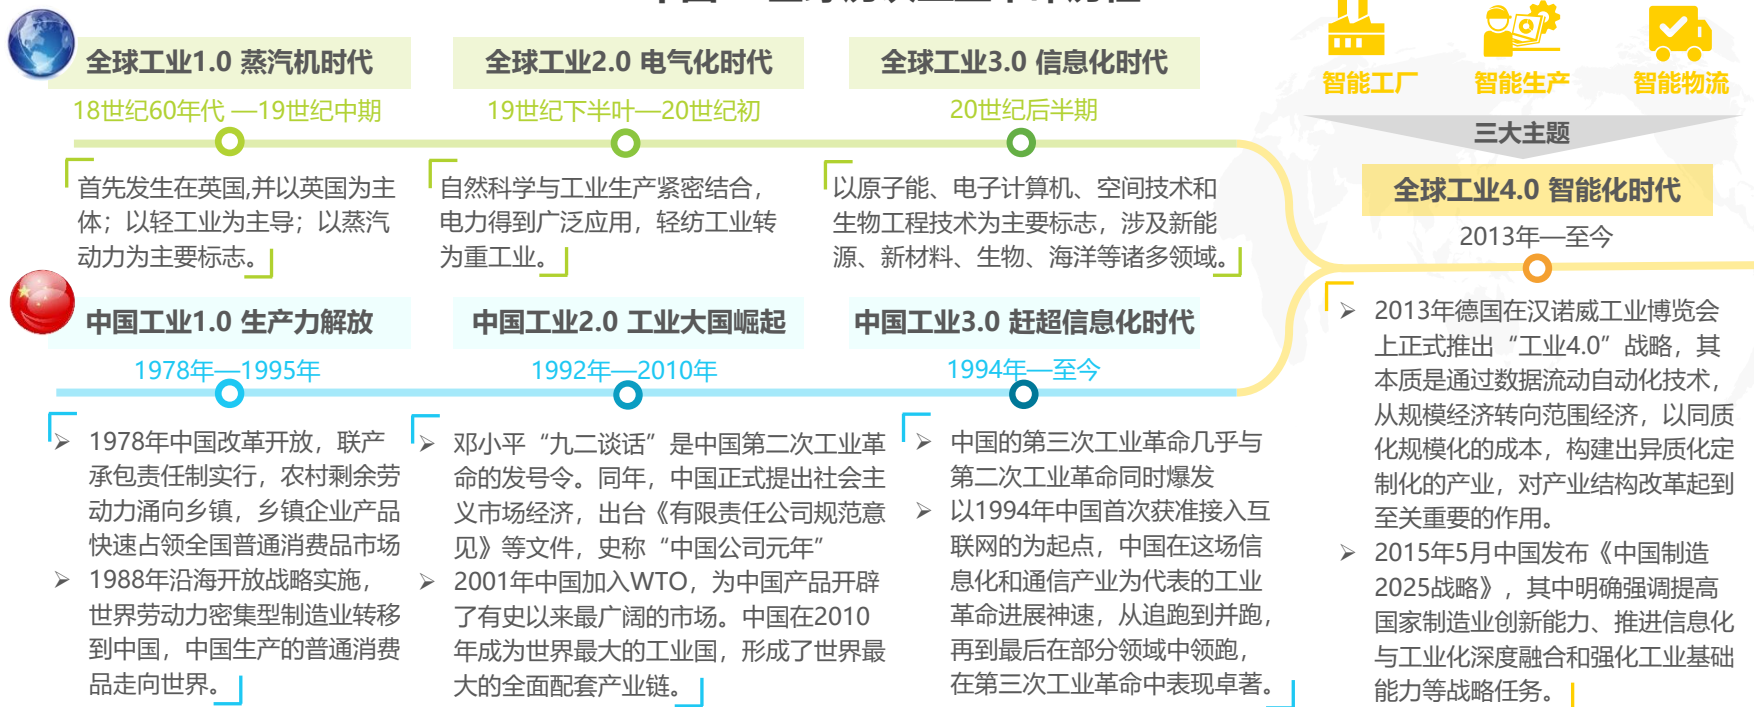 全球工业1.0 蒸汽机时代
18世纪60年代 —19世纪中期
首先发生在英国,并以英国为主
体；以轻工业为主导；以蒸汽
动力为主要标志。
全球工业2.0 电气化时代
19世纪下半叶—20世纪初
自然科学与工业生产紧密结合，
电力得到广泛应用，轻纺工业转
为重工业。
全球工业3.0 信息化时代
20世纪后半期
以原子能、电子计算机、空间技术和
生物工程技术为主要标志，涉及新能
源、新材料、生物、海洋等诸多领域。
中国工业1.0 生产力解放
1978年—1995年
1978年中国改革开放，联产
承包责任制实行，农村剩余劳
动力涌向乡镇，乡镇企业产品
快速占领全国普通消费品市场
1988年沿海开放战略实施，
世界劳动力密集型制造业转移
到中国，中国生产的普通消费
品走向世界。
中国工业2.0 工业大国崛起
1992年—2010年
邓小平“九二谈话”是中国第二次工业革
命的发号令。同年，中国正式提出社会主
义市场经济，出台《有限责任公司规范意
见》等文件，史称“中国公司元年”
2001年中国加入WTO，为中国产品开辟
了有史以来最广阔的市场。中国在2010
年成为世界最大的工业国，形成了世界最
大的全面配套产业链。
中国工业3.0 赶超信息化时代
1994年—至今
中国的第三次工业革命几乎与
第二次工业革命同时爆发
以1994年中国首次获准接入互
联网的为起点，中国在这场信
息化和通信产业为代表的工业
革命进展神速，从追跑到并跑，
再到最后在部分领域中领跑，
在第三次工业革命中表现卓著。
智能工厂
智能生产
智能物流
三大主题
全球工业4.0 智能化时代
2013年—至今
2013年德国在汉诺威工业博览会
上正式推出“工业4.0”战略，其
本质是通过数据流动自动化技术，
从规模经济转向范围经济，以同质
化规模化的成本，构建出异质化定
制化的产业，对产业结构改革起到
至关重要的作用。
2015年5月中国发布《中国制造
2025战略》，其中明确强调提高
国家制造业创新能力、推进信息化
与工业化深度融合和强化工业基础
能力等战略任务。